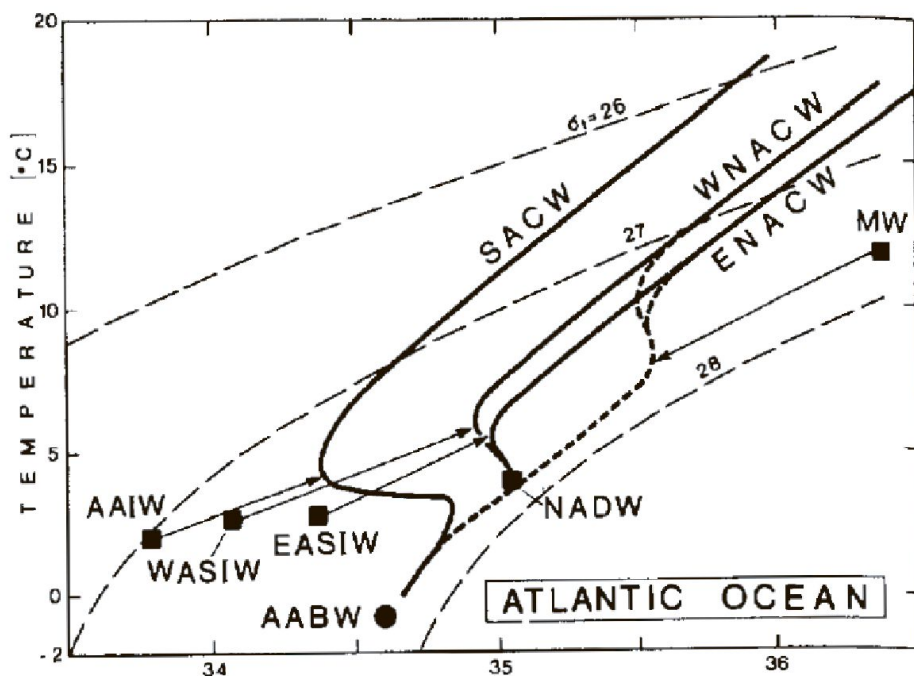 20
15
10
5
0
-2
TEMPERATURE [°C]
σt=26
27
28
SACW
WNACW
ENACW
MW
AAIW
WASIW
EASIW
NADW
AABW
ATLANTIC OCEAN
34
35
36